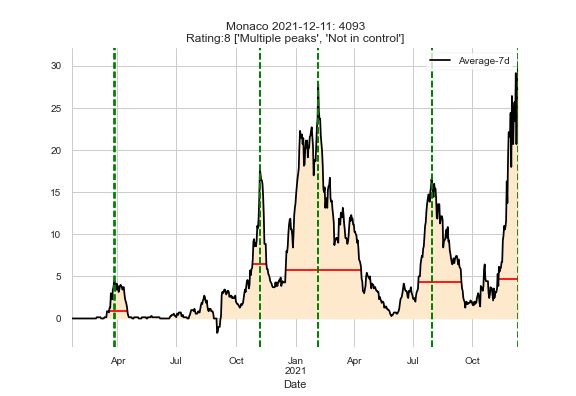 Monaco 2021-12-11: 4093
Rating:8 ['Multiple peaks', 'Not in control']
Average-7d
30
25
20
15
10
5
0
Apr Jul Oct Jan Apr Jul Oct
2021
Date